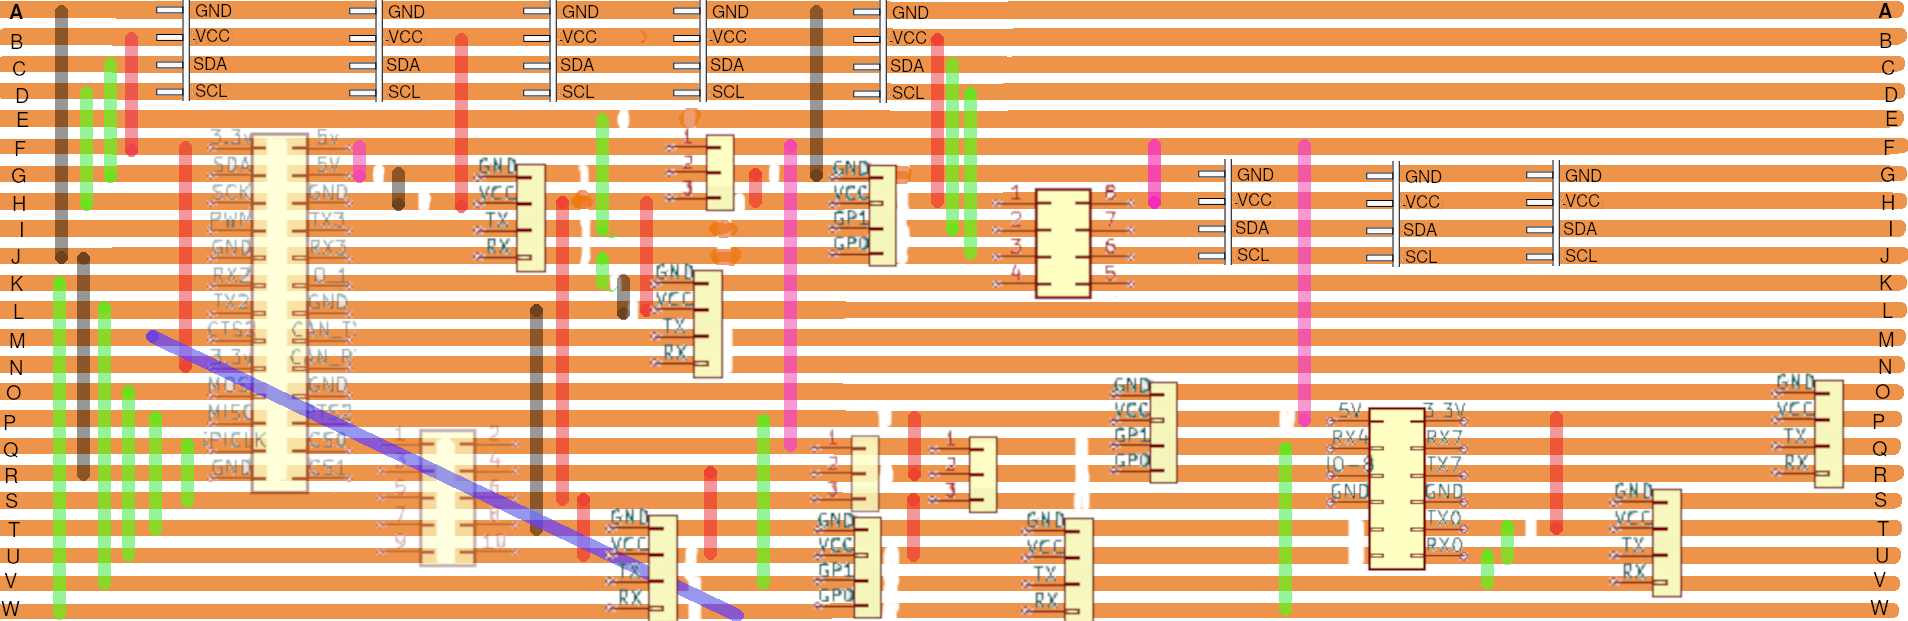 A GND GND GND GND GND A
B VCC VCC VCC VCC VCC B
C SDA SDA SDA SDA SDA C
D SCL SCL SCL SCL SCL D
E E
F 3.3v 5v 1 F
G SDA 5V GND 2 GND GND GND GND G
H SCK GND VCC 3 VCC 1 8 VCC VCC VCC H
I PWM TX3 TX GP1 2 7 SDA SDA SDA I
J GND RX3 RX GP0 3 6 SCL SCL SCL J
K RX2 O_1 GND 4 5 K
L TX2 GND VCC L
M CTS2 CAN_T TX M
N 3.3v CAN_R RX N
O MOSI GND GND GND O
P MISO RTS2 VCC 5V 3.3V VCC P
Q CLK CS0 1 2 1 1 GP1 RX4 RX7 TX Q
R GND CS1 3 4 2 2 GP0 IO-8 TX7 RX R
S 5 6 3 3 GND GND GND S
T 7 8 GND GND GND TX0 VCC T
U 9 10 VCC VCC VCC RX0 TX U
V TX GP1 TX RX V
W RX GP0 RX W